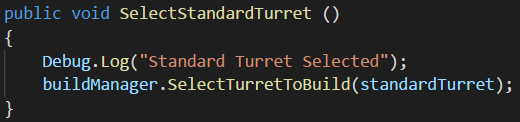 public void SelectStandardTurret ()
{
    Debug.Log("Standard Turret Selected");
    buildManager.SelectTurretToBuild(standardTurret);
}